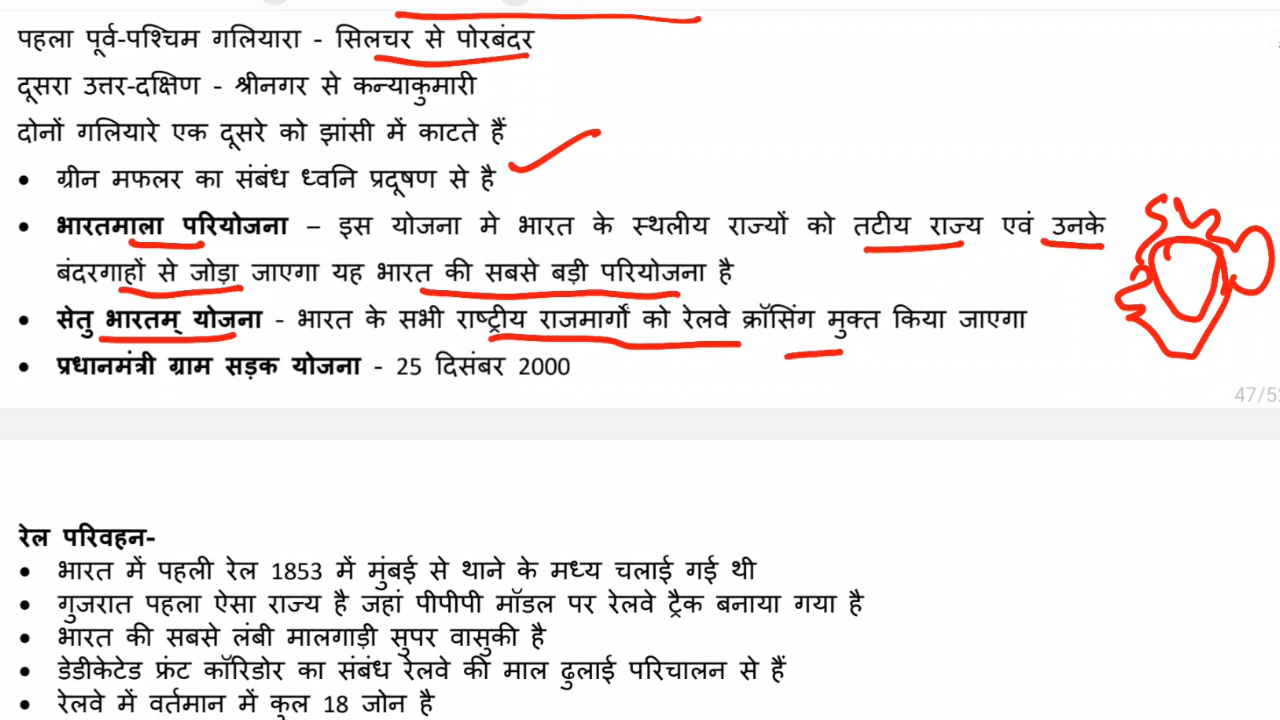 पहला पूर्व-पश्चिम गलियारा - सिलचर से पोरबंदर
दूसरा उत्तर-दक्षिण - श्रीनगर से कन्याकुमारी
दोनों गलियारे एक दूसरे को झांसी में काटते हैं
• ग्रीन मफलर का संबंध ध्वनि प्रदूषण से है
• भारतमाला परियोजना – इस योजना मे भारत के स्थलीय राज्यों को तटीय राज्य एवं उनके
बंदरगाहों से जोड़ा जाएगा यह भारत की सबसे बड़ी परियोजना है
• सेतु भारतम् योजना - भारत के सभी राष्ट्रीय राजमार्गों को रेलवे क्रॉसिंग मुक्त किया जाएगा
• प्रधानमंत्री ग्राम सड़क योजना - 25 दिसंबर 2000
रेल परिवहन-
• भारत में पहली रेल 1853 में मुंबई से थाने के मध्य चलाई गई थी
• गुजरात पहला ऐसा राज्य है जहां पीपीपी मॉडल पर रेलवे ट्रैक बनाया गया है
• भारत की सबसे लंबी मालगाड़ी सुपर वासुकी है
• डेडीकेटेड फ्रंट कॉरिडोर का संबंध रेलवे की माल ढुलाई परिचालन से हैं
• रेलवे में वर्तमान में कुल 18 जोन है